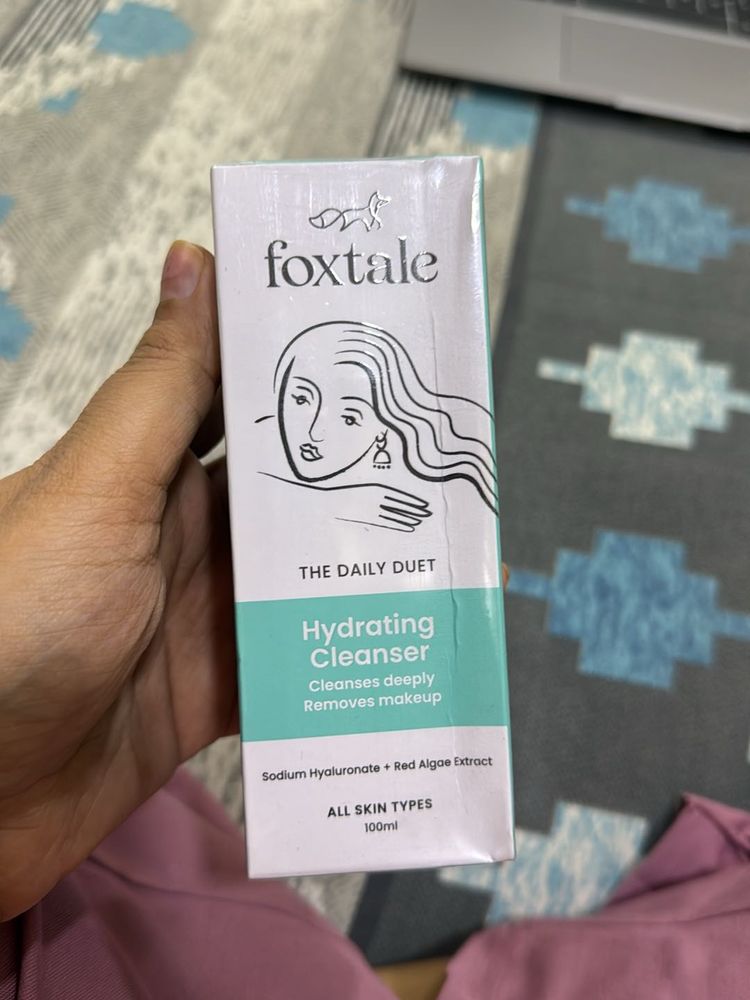 foxtale
THE DAILY DUET
Hydrating
Cleanser
Cleanses deeply
Removes makeup
Sodium Hyaluronate + Red Algae Extract
ALL SKIN TYPES
100ml